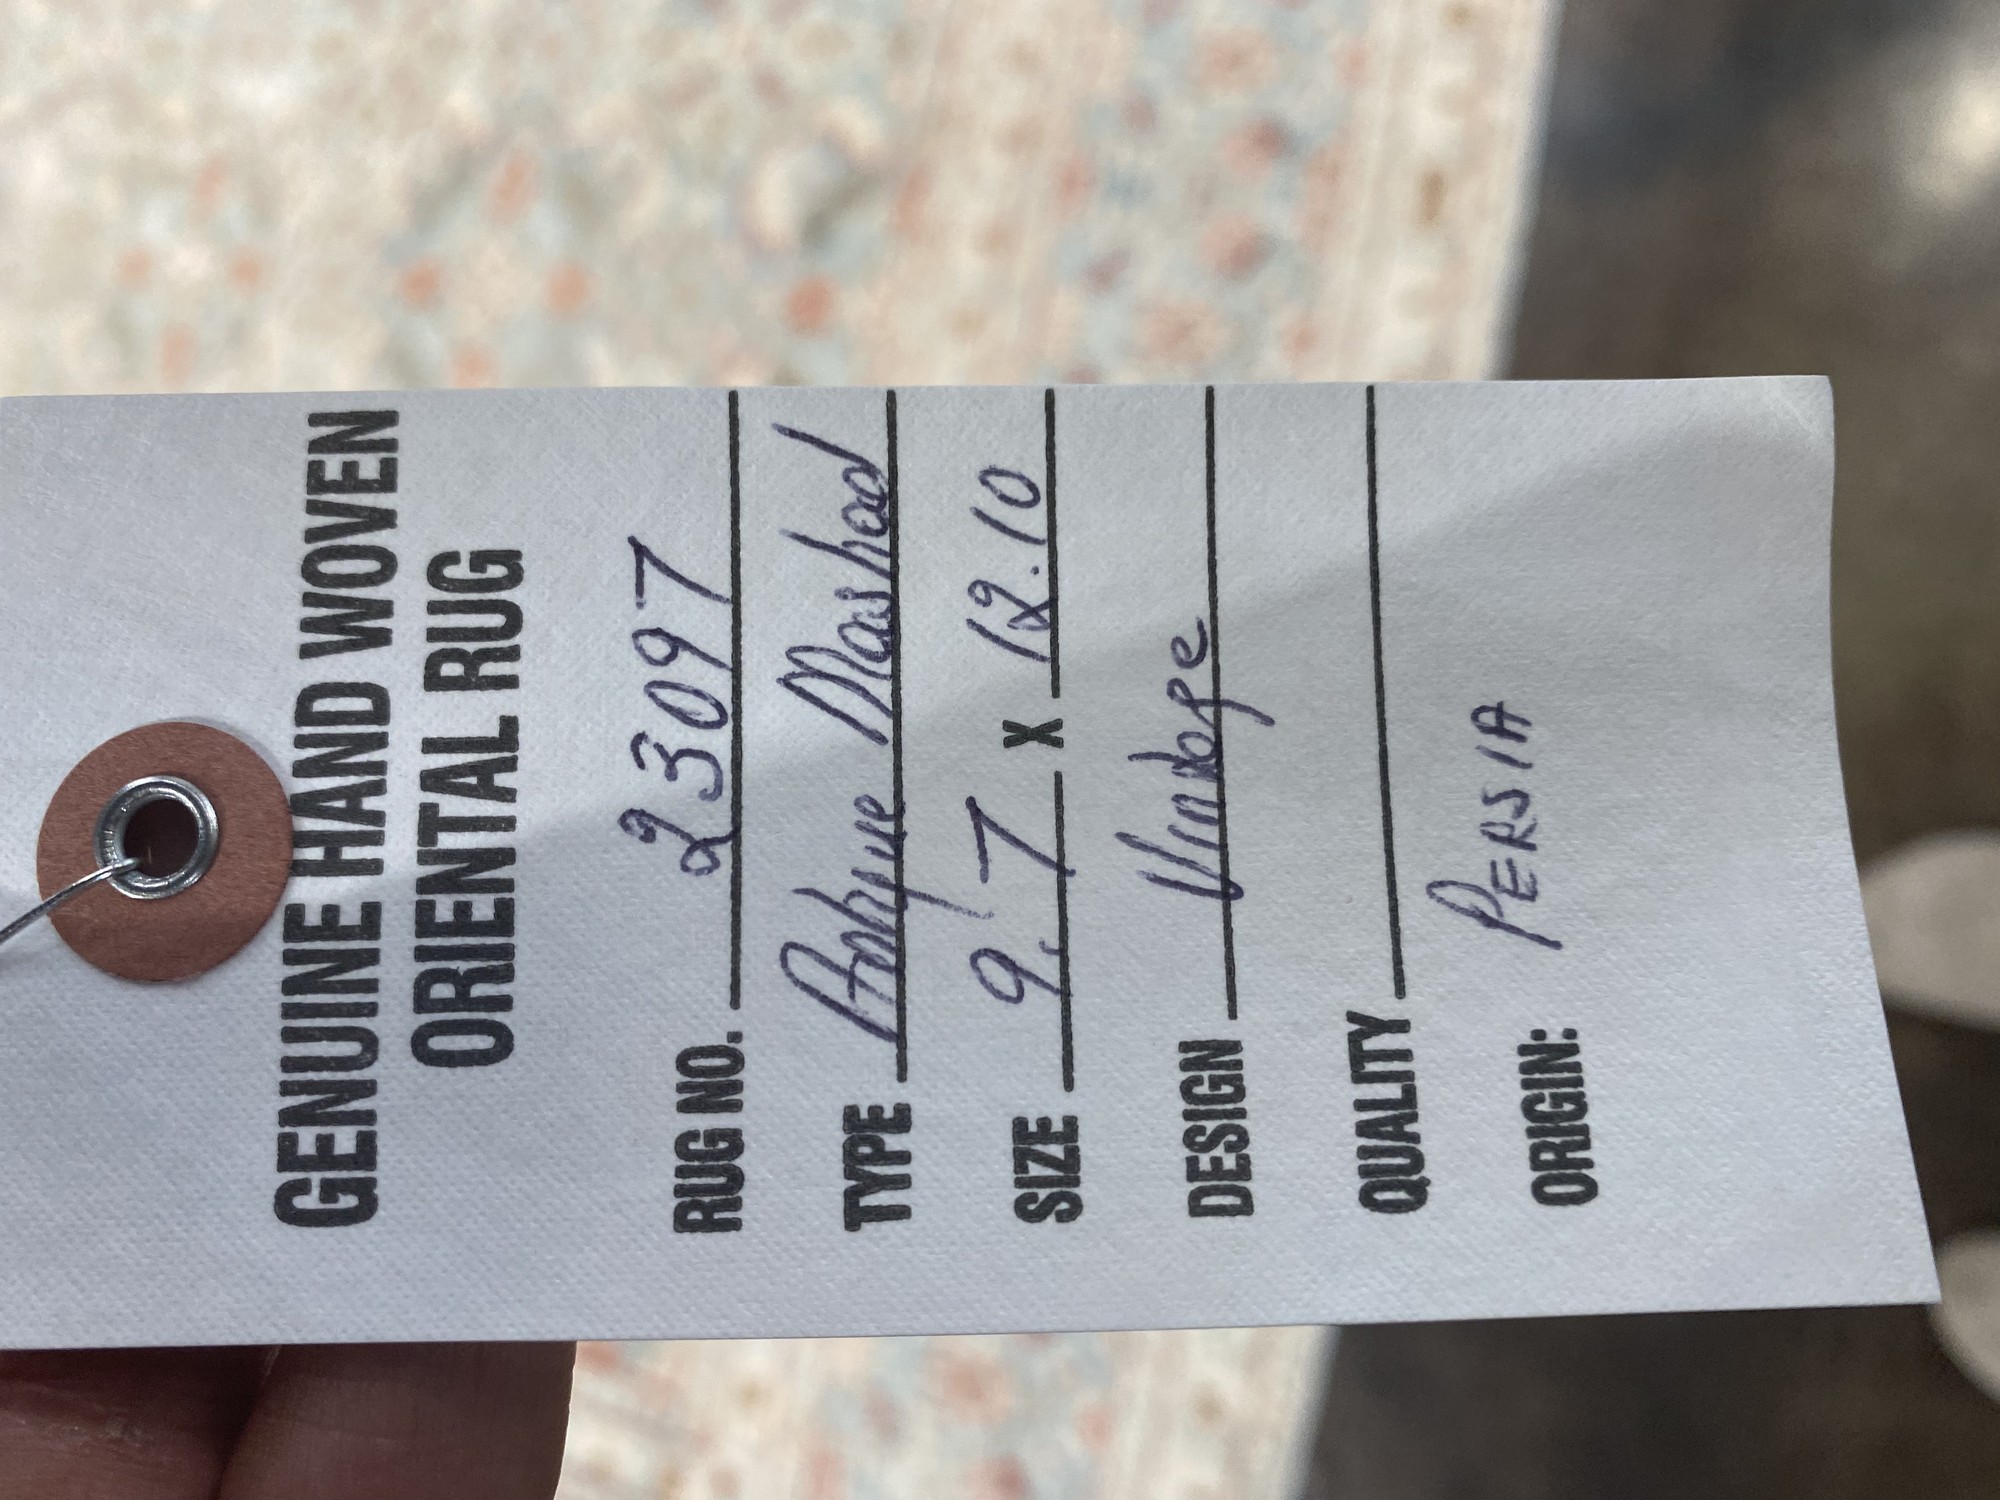 GENUINE HAND WOVEN
ORIENTAL RUG
RUG NO. 23097
TYPE Antique Mashad
SIZE 9.7 X 12.10
DESIGN Vintage
QUALITY
ORIGIN: PERSIA